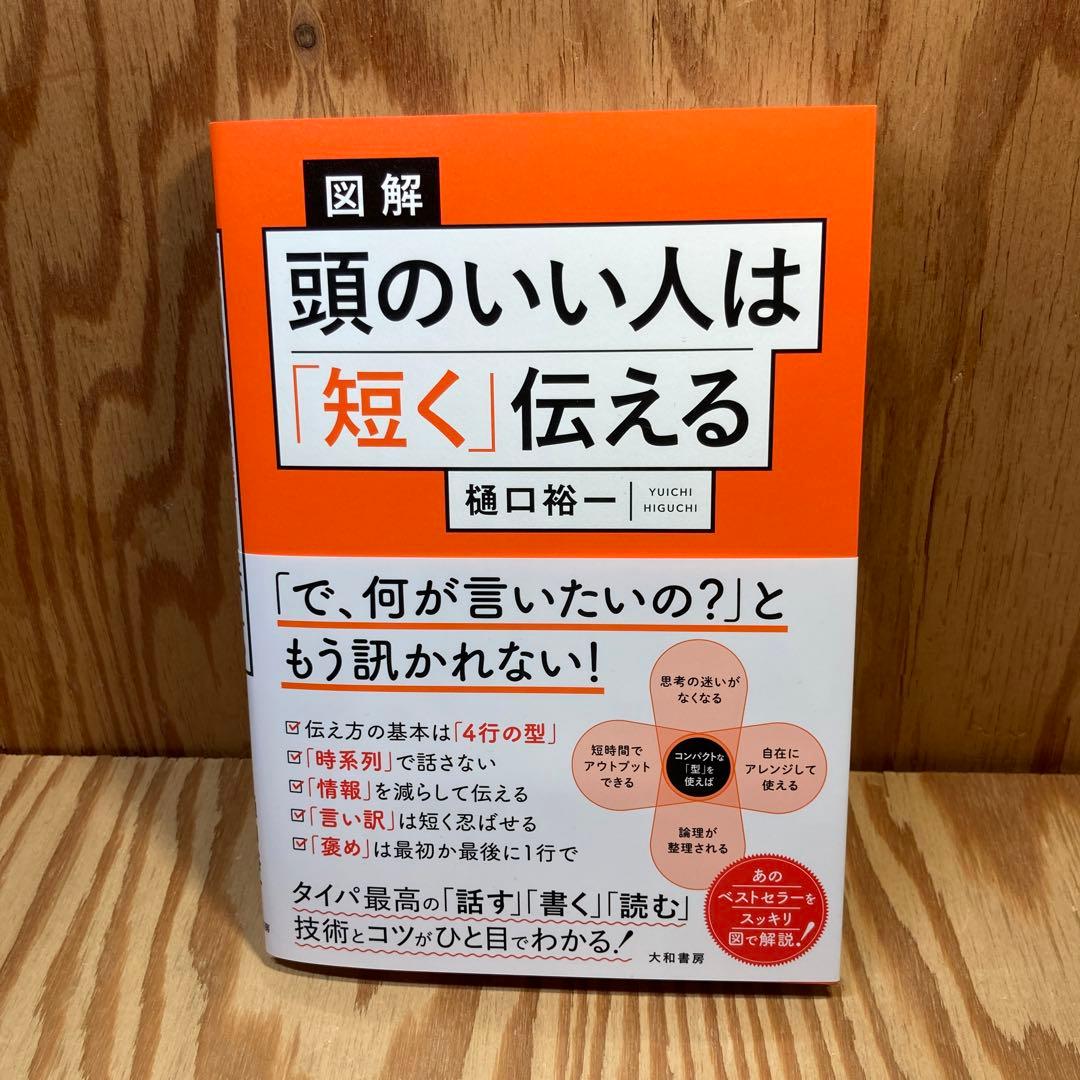 図解
頭のいい人は
「短く」伝える
樋口裕一
YUICHI
HIGUCHI
「で、何が言いたいの?」と
もう訊かれない!
伝え方の基本は「4行の型」
「時系列」で話さない
「情報」を減らして伝える
「言い訳」は短く忍ばせる
「褒め」は最初か最後に1行で
思考の迷いが
なくなる
短時間で
アウトプット
できる
コンパクトな
「型」を
使えば
自在に
アレンジして
使える
論理が
整理される
タイパ最高の「話す」「書く」「読む」
技術とコツがひと目でわかる!
あの
ベストセラーを
スッキリ
図で解説!
大和書房